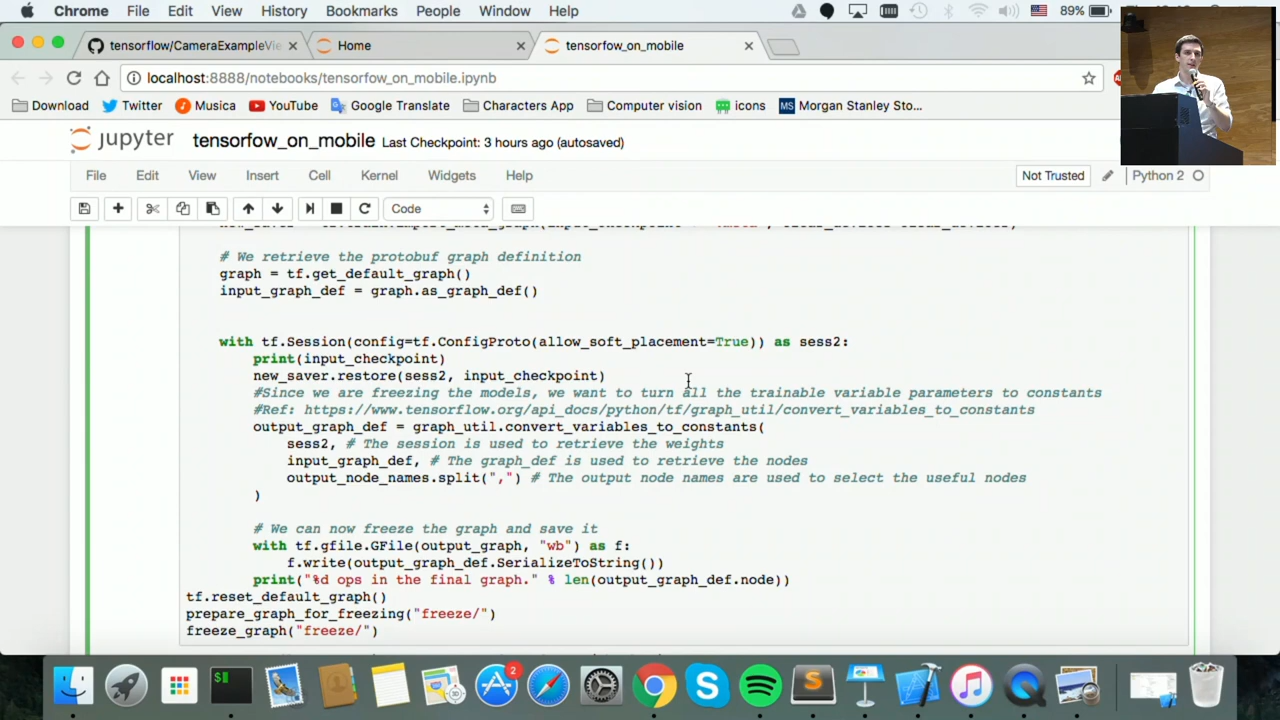 Chrome File Edit View History Bookmarks People Window Help 89%
tensorflow/CameraExampleVi
Home
tensorfow_on_mobile
localhost:8888/notebooks/tensorfow_on_mobile.ipynb
Download Twitter Musica YouTube Google Translate Characters App Computer vision icons MS Morgan Stanley Sto...
jupyter tensorfow_on_mobile Last Checkpoint: 3 hours ago (autosaved)
File Edit View Insert Cell Kernel Widgets Help Not Trusted Python 2
Code
# We retrieve the protobuf graph definition
graph = tf.get_default_graph()
input_graph_def = graph.as_graph_def()
with tf.Session(config=tf.ConfigProto(allow_soft_placement=True)) as sess2:
print(input_checkpoint)
new_saver.restore(sess2, input_checkpoint)
#Since we are freezing the models, we want to turn all the trainable variable parameters to constants
#Ref: https://www.tensorflow.org/api_docs/python/tf/graph_util/convert_variables_to_constants
output_graph_def = graph_util.convert_variables_to_constants(
sess2, # The session is used to retrieve the weights
input_graph_def, # The graph_def is used to retrieve the nodes
output_node_names.split(",") # The output node names are used to select the useful nodes
)
# We can now freeze the graph and save it
with tf.gfile.GFile(output_graph, "wb") as f:
f.write(output_graph_def.SerializeToString())
print("%d ops in the final graph." % len(output_graph_def.node))
tf.reset_default_graph()
prepare_graph_for_freezing("freeze/")
freeze_graph("freeze/")
2